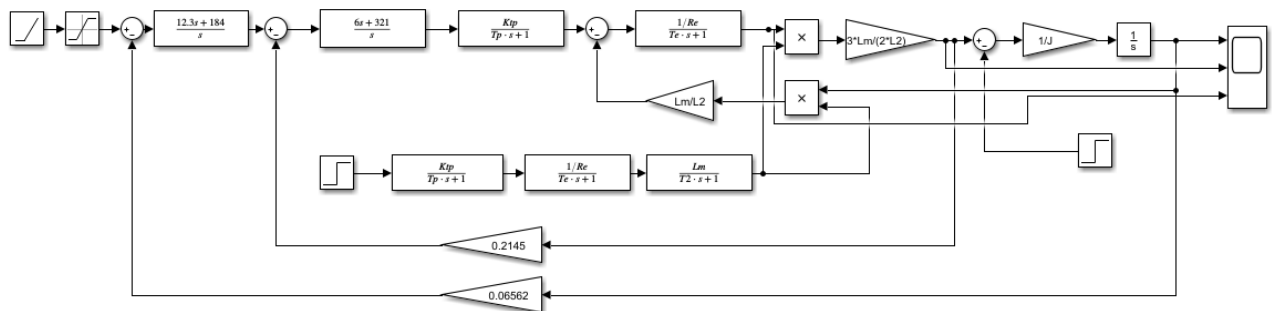 +
−
12.3s + 184
s
+
−
6s + 321
s
Ktp
Tp · s + 1
+
−
1/Re
Te · s + 1
×
3*Lm/(2*L2)
+
−
1/J
1
s
Lm/L2
×
Ktp
Tp · s + 1
1/Re
Te · s + 1
Lm
T2 · s + 1
0.2145
0.06562